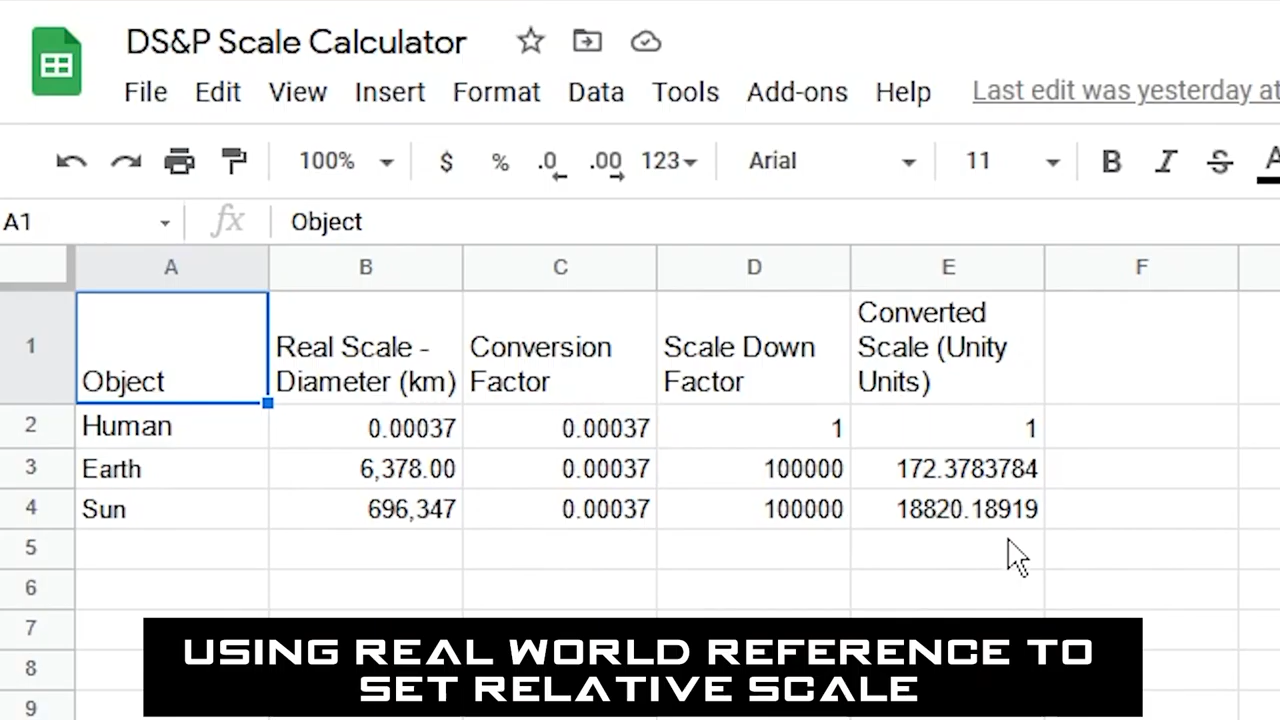 DS&P Scale Calculator
File Edit View Insert Format Data Tools Add-ons Help Last edit was yesterday at
100% $ % .0 .00 123 Arial 11 B I S A
A1 fx Object
A B C D E F
1 Object Real Scale - Diameter (km) Conversion Factor Scale Down Factor Converted Scale (Unity Units)
2 Human 0.00037 0.00037 1 1
3 Earth 6,378.00 0.00037 100000 172.3783784
4 Sun 696,347 0.00037 100000 18820.18919
5
6
7
8
9
USING REAL WORLD REFERENCE TO
SET RELATIVE SCALE